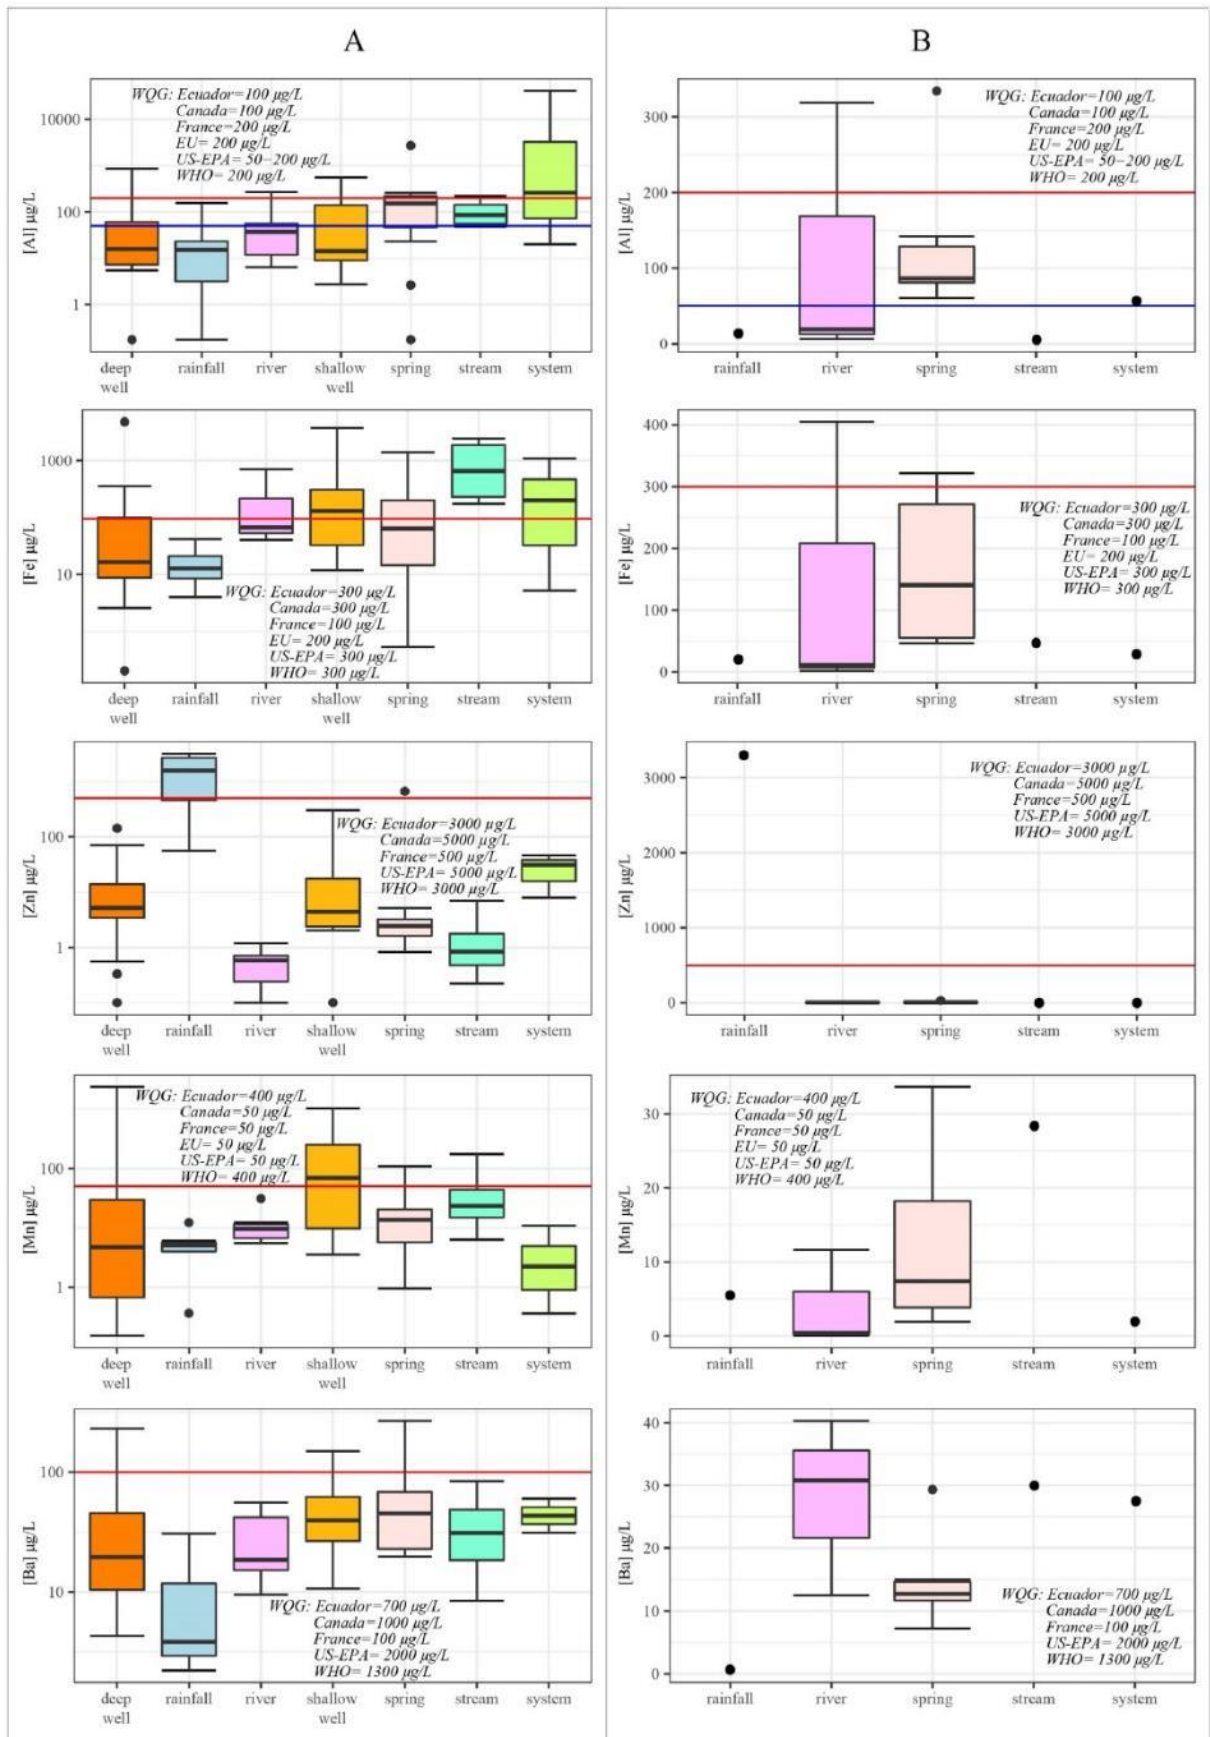 A
B
WQG: Ecuador=100 µg/L
Canada=100 µg/L
France=200 µg/L
EU= 200 µg/L
US-EPA= 50−200 µg/L
WHO= 200 µg/L
10000
100
1
[Al] µg/L
deep well
rainfall
river
shallow well
spring
stream
system
WQG: Ecuador=100 µg/L
Canada=100 µg/L
France=200 µg/L
EU= 200 µg/L
US-EPA= 50−200 µg/L
WHO= 200 µg/L
300
200
100
0
[Al] µg/L
rainfall
river
spring
stream
system
1000
10
[Fe] µg/L
WQG: Ecuador=300 µg/L
Canada=300 µg/L
France=100 µg/L
EU= 200 µg/L
US-EPA= 300 µg/L
WHO= 300 µg/L
deep well
rainfall
river
shallow well
spring
stream
system
400
300
200
100
0
[Fe] µg/L
WQG: Ecuador=300 µg/L
Canada=300 µg/L
France=100 µg/L
EU= 200 µg/L
US-EPA= 300 µg/L
WHO= 300 µg/L
rainfall
river
spring
stream
system
100
1
[Zn] µg/L
WQG: Ecuador=3000 µg/L
Canada=5000 µg/L
France=500 µg/L
US-EPA= 5000 µg/L
WHO= 3000 µg/L
deep well
rainfall
river
shallow well
spring
stream
system
3000
2000
1000
0
[Zn] µg/L
WQG: Ecuador=3000 µg/L
Canada=5000 µg/L
France=500 µg/L
US-EPA= 5000 µg/L
WHO= 3000 µg/L
rainfall
river
spring
stream
system
WQG: Ecuador=400 µg/L
Canada=50 µg/L
France=50 µg/L
EU= 50 µg/L
US-EPA= 50 µg/L
WHO= 400 µg/L
100
1
[Mn] µg/L
deep well
rainfall
river
shallow well
spring
stream
system
WQG: Ecuador=400 µg/L
Canada=50 µg/L
France=50 µg/L
EU= 50 µg/L
US-EPA= 50 µg/L
WHO= 400 µg/L
30
20
10
0
[Mn] µg/L
rainfall
river
spring
stream
system
100
10
[Ba] µg/L
WQG: Ecuador=700 µg/L
Canada=1000 µg/L
France=100 µg/L
US-EPA= 2000 µg/L
WHO= 1300 µg/L
deep well
rainfall
river
shallow well
spring
stream
system
40
30
20
10
0
[Ba] µg/L
WQG: Ecuador=700 µg/L
Canada=1000 µg/L
France=100 µg/L
US-EPA= 2000 µg/L
WHO= 1300 µg/L
rainfall
river
spring
stream
system